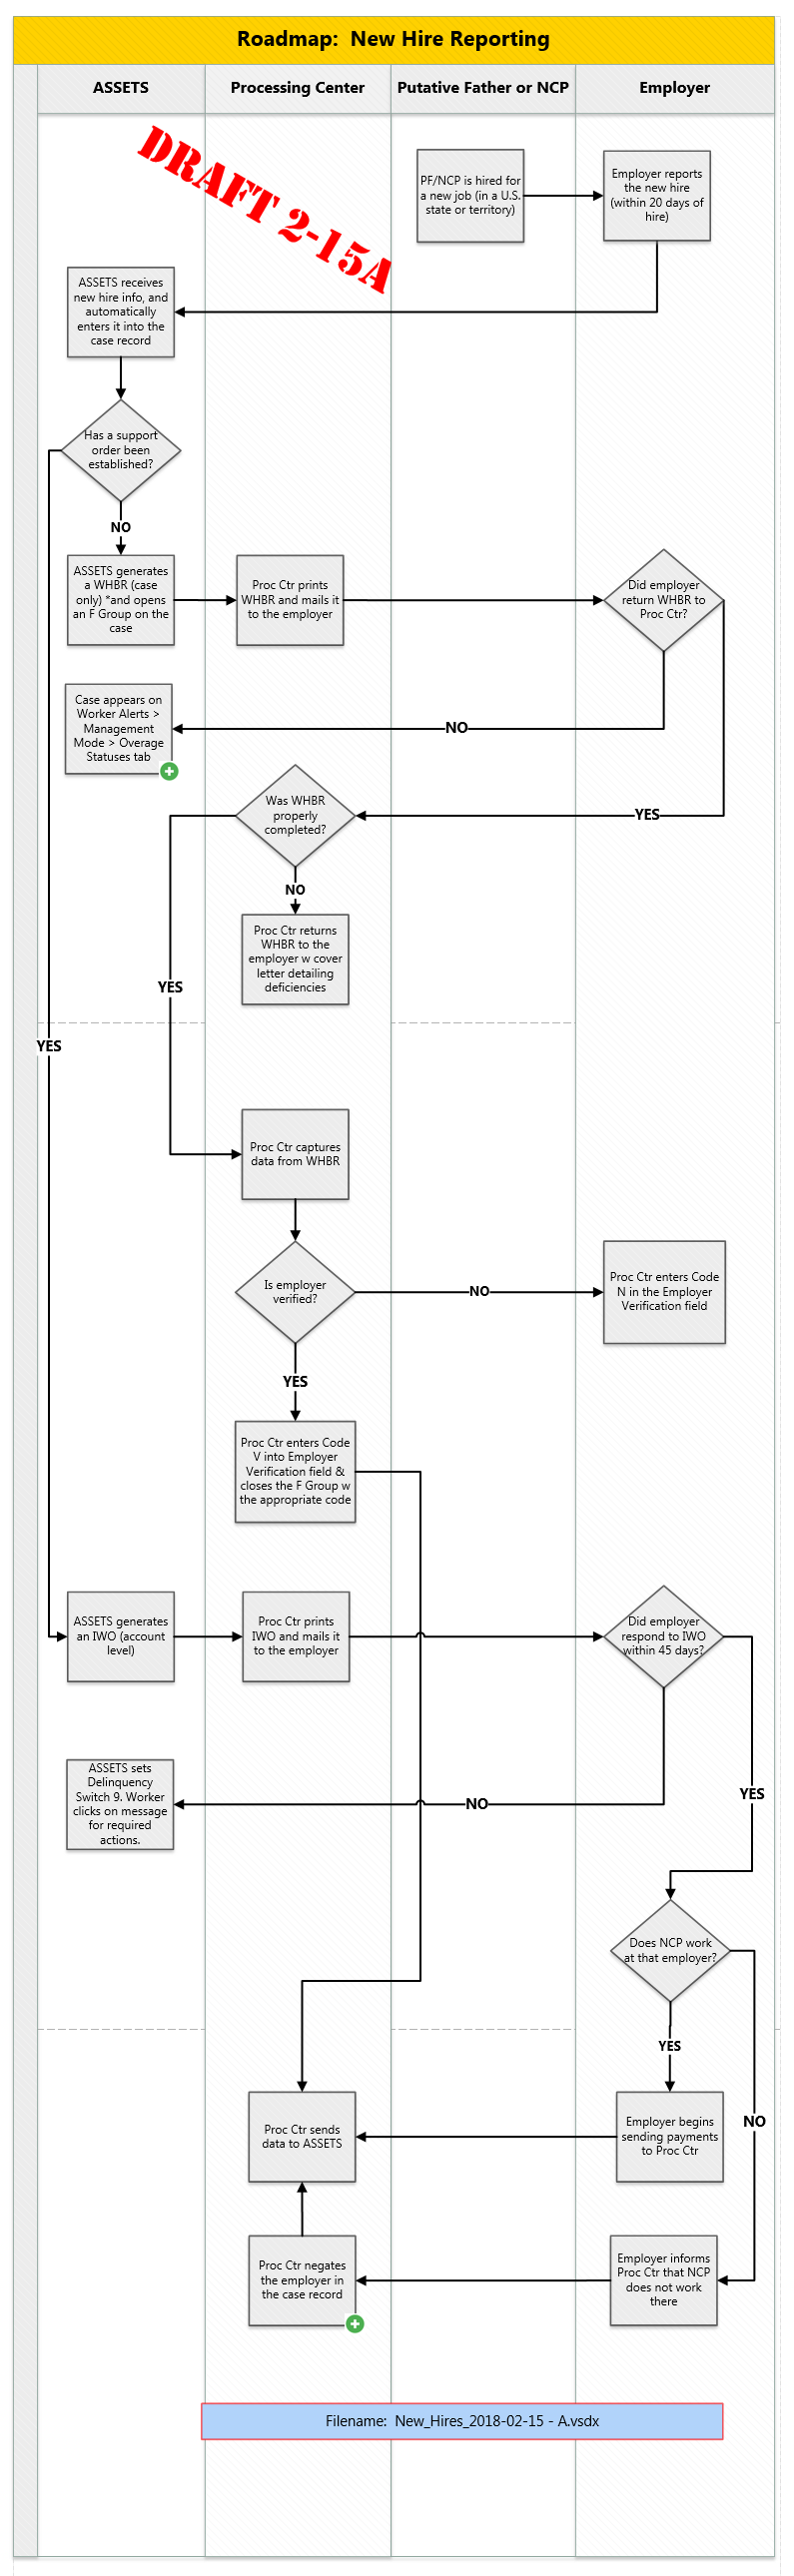 Roadmap:  New Hire Reporting
ASSETS
Processing Center
Putative Father or NCP
Employer
DRAFT 2-15A
PF/NCP is hired for
a new job (in a U.S.
state or territory)
Employer reports
the new hire
(within 20 days of
hire)
ASSETS receives
new hire info, and
automatically
enters it into the
case record
Has a support
order been
established?
NO
ASSETS generates
a WHBR (case
only) *and opens
an F Group on the
case
Proc Ctr prints
WHBR and mails it
to the employer
Did employer
return WHBR to
Proc Ctr?
Case appears on
Worker Alerts >
Management
Mode > Overage
Statuses tab
NO
Was WHBR
properly
completed?
YES
NO
Proc Ctr returns
WHBR to the
employer w cover
letter detailing
deficiencies
YES
YES
Proc Ctr captures
data from WHBR
Is employer
verified?
NO
Proc Ctr enters Code
N in the Employer
Verification field
YES
Proc Ctr enters Code
V into Employer
Verification field &
closes the F Group w
the appropriate code
ASSETS generates
an IWO (account
level)
Proc Ctr prints
IWO and mails it
to the employer
Did employer
respond to IWO
within 45 days?
ASSETS sets
Delinquency
Switch 9. Worker
clicks on message
for required
actions.
NO
YES
Does NCP work
at that employer?
YES
NO
Proc Ctr sends
data to ASSETS
Employer begins
sending payments
to Proc Ctr
Proc Ctr negates
the employer in
the case record
Employer informs
Proc Ctr that NCP
does not work
there
Filename:  New_Hires_2018-02-15 - A.vsdx